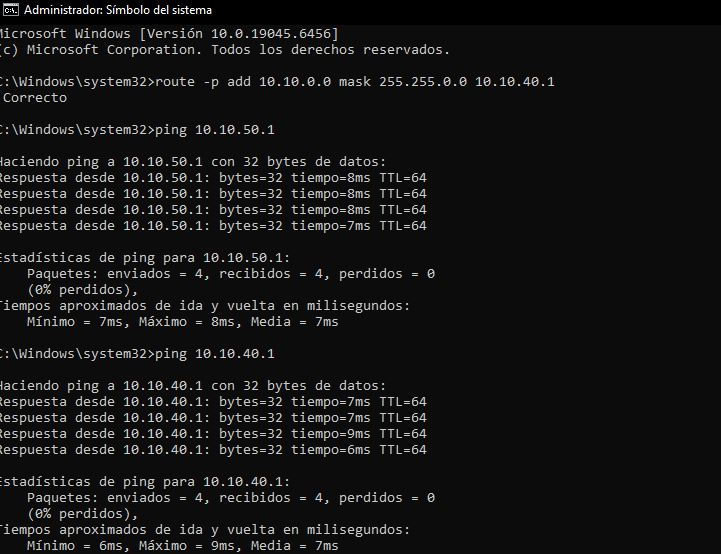 Administrador: Símbolo del sistema
Microsoft Windows [Versión 10.0.19045.6456]
(c) Microsoft Corporation. Todos los derechos reservados.
C:\Windows\system32>route -p add 10.10.0.0 mask 255.255.0.0 10.10.40.1
Correcto
C:\Windows\system32>ping 10.10.50.1
Haciendo ping a 10.10.50.1 con 32 bytes de datos:
Respuesta desde 10.10.50.1: bytes=32 tiempo=8ms TTL=64
Respuesta desde 10.10.50.1: bytes=32 tiempo=8ms TTL=64
Respuesta desde 10.10.50.1: bytes=32 tiempo=8ms TTL=64
Respuesta desde 10.10.50.1: bytes=32 tiempo=7ms TTL=64
Estadísticas de ping para 10.10.50.1:
Paquetes: enviados = 4, recibidos = 4, perdidos = 0
(0% perdidos),
Tiempos aproximados de ida y vuelta en milisegundos:
Mínimo = 7ms, Máximo = 8ms, Media = 7ms
C:\Windows\system32>ping 10.10.40.1
Haciendo ping a 10.10.40.1 con 32 bytes de datos:
Respuesta desde 10.10.40.1: bytes=32 tiempo=7ms TTL=64
Respuesta desde 10.10.40.1: bytes=32 tiempo=7ms TTL=64
Respuesta desde 10.10.40.1: bytes=32 tiempo=9ms TTL=64
Respuesta desde 10.10.40.1: bytes=32 tiempo=6ms TTL=64
Estadísticas de ping para 10.10.40.1:
Paquetes: enviados = 4, recibidos = 4, perdidos = 0
(0% perdidos),
Tiempos aproximados de ida y vuelta en milisegundos:
Mínimo = 6ms, Máximo = 9ms, Media = 7ms